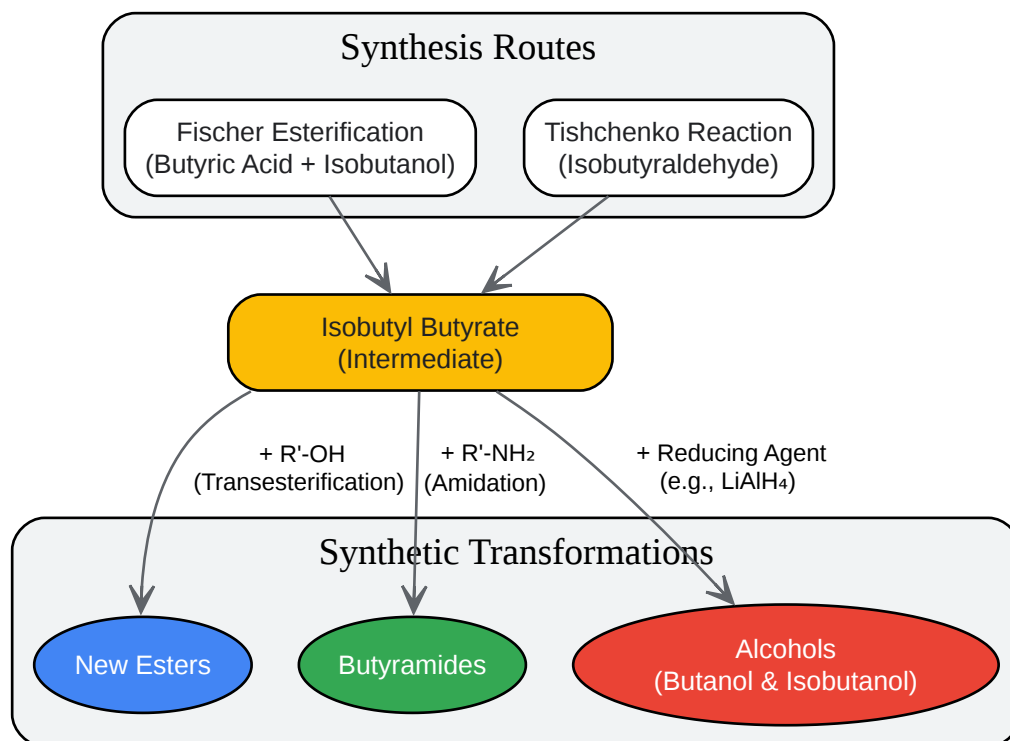 Synthesis Routes
Fischer Esterification
(Butyric Acid + Isobutanol)
Tishchenko Reaction
(Isobutyraldehyde)
Isobutyl Butyrate
(Intermediate)
+ R'-OH
(Transesterification)
+ R'-NH₂
(Amidation)
+ Reducing Agent
(e.g., LiAlH₄)
Synthetic Transformations
New Esters
Butyramides
Alcohols
(Butanol & Isobutanol)